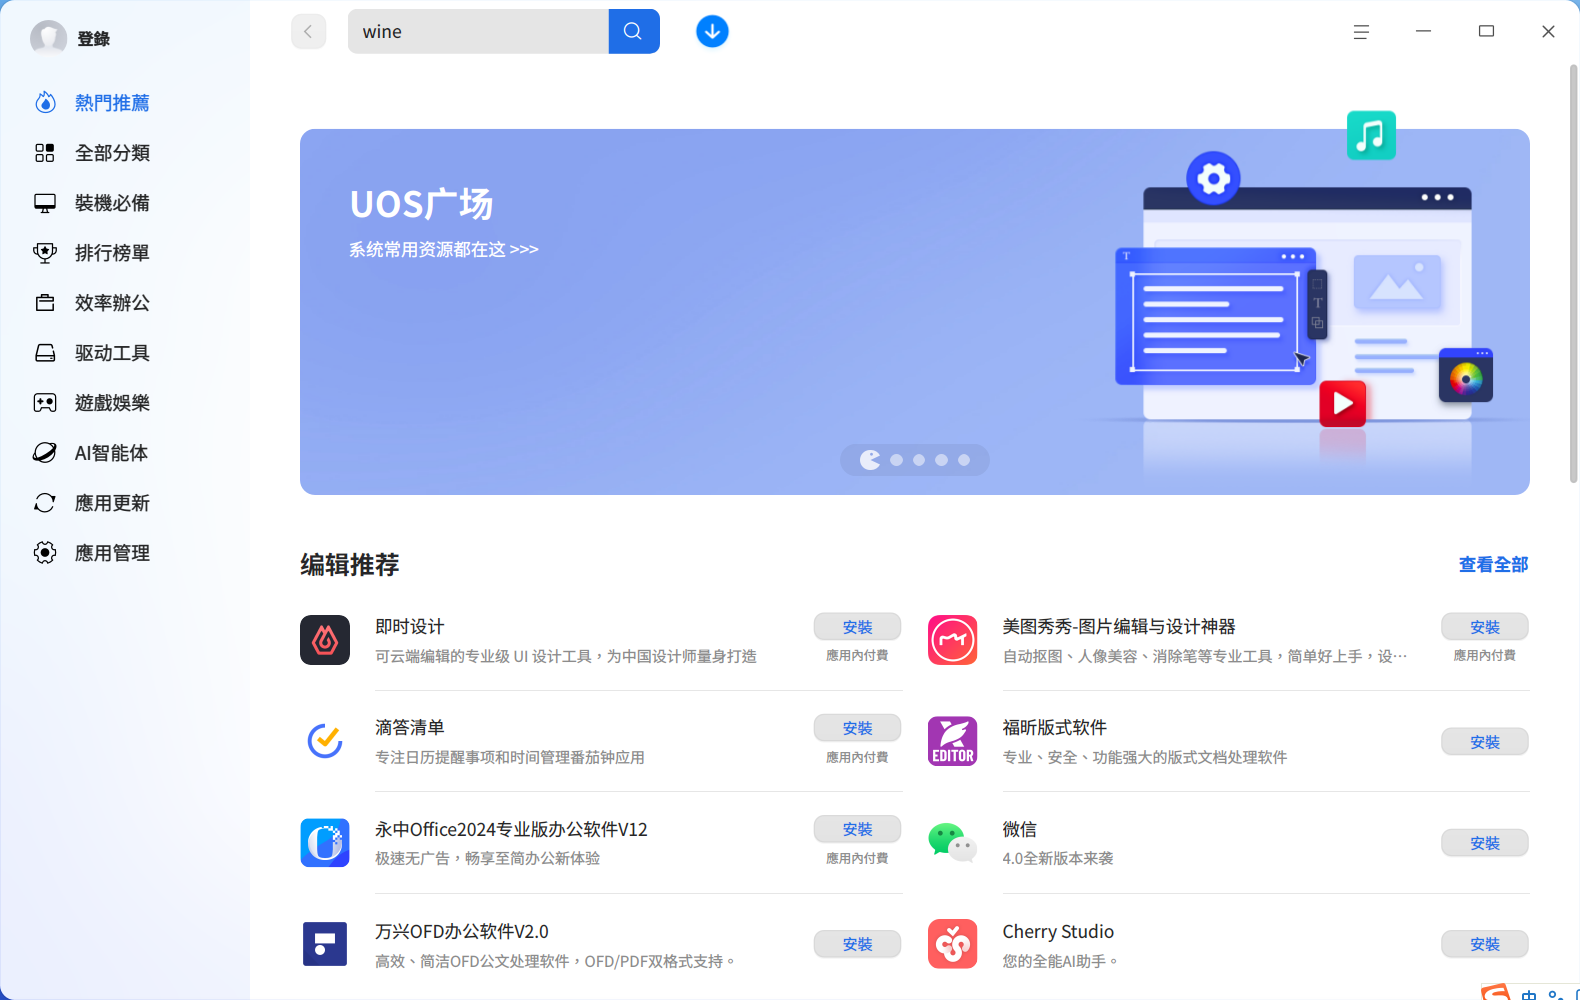 登錄
wine
熱門推薦
全部分類
裝機必備
排行榜單
效率辦公
驱动工具
遊戲娛樂
AI智能体
應用更新
應用管理
UOS广场
系统常用资源都在这 >>>
T
T
编辑推荐
查看全部
即时设计
可云端编辑的专业级 UI 设计工具，为中国设计师量身打造
安裝
應用內付費
美图秀秀-图片编辑与设计神器
自动抠图、人像美容、消除笔等专业工具，简单好上手，设…
安裝
應用內付費
滴答清单
专注日历提醒事项和时间管理番茄钟应用
安裝
應用內付費
EDITOR
福昕版式软件
专业、安全、功能强大的版式文档处理软件
安裝
永中Office2024专业版办公软件V12
极速无广告，畅享至简办公新体验
安裝
應用內付費
微信
4.0全新版本来袭
安裝
万兴OFD办公软件V2.0
高效、简洁OFD公文处理软件，OFD/PDF双格式支持。
安裝
Cherry Studio
您的全能AI助手。
安裝
中